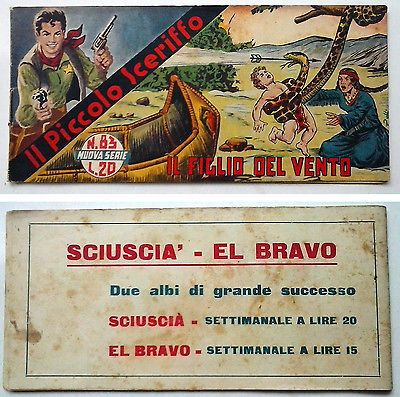 Il Piccolo Sceriffo
N. 83
NUOVA SERIE
L. 20
IL FIGLIO DEL VENTO
SCIUSCIA' - EL BRAVO
Due albi di grande successo
SCIUSCIÀ - SETTIMANALE A LIRE 20
EL BRAVO - SETTIMANALE A LIRE 15